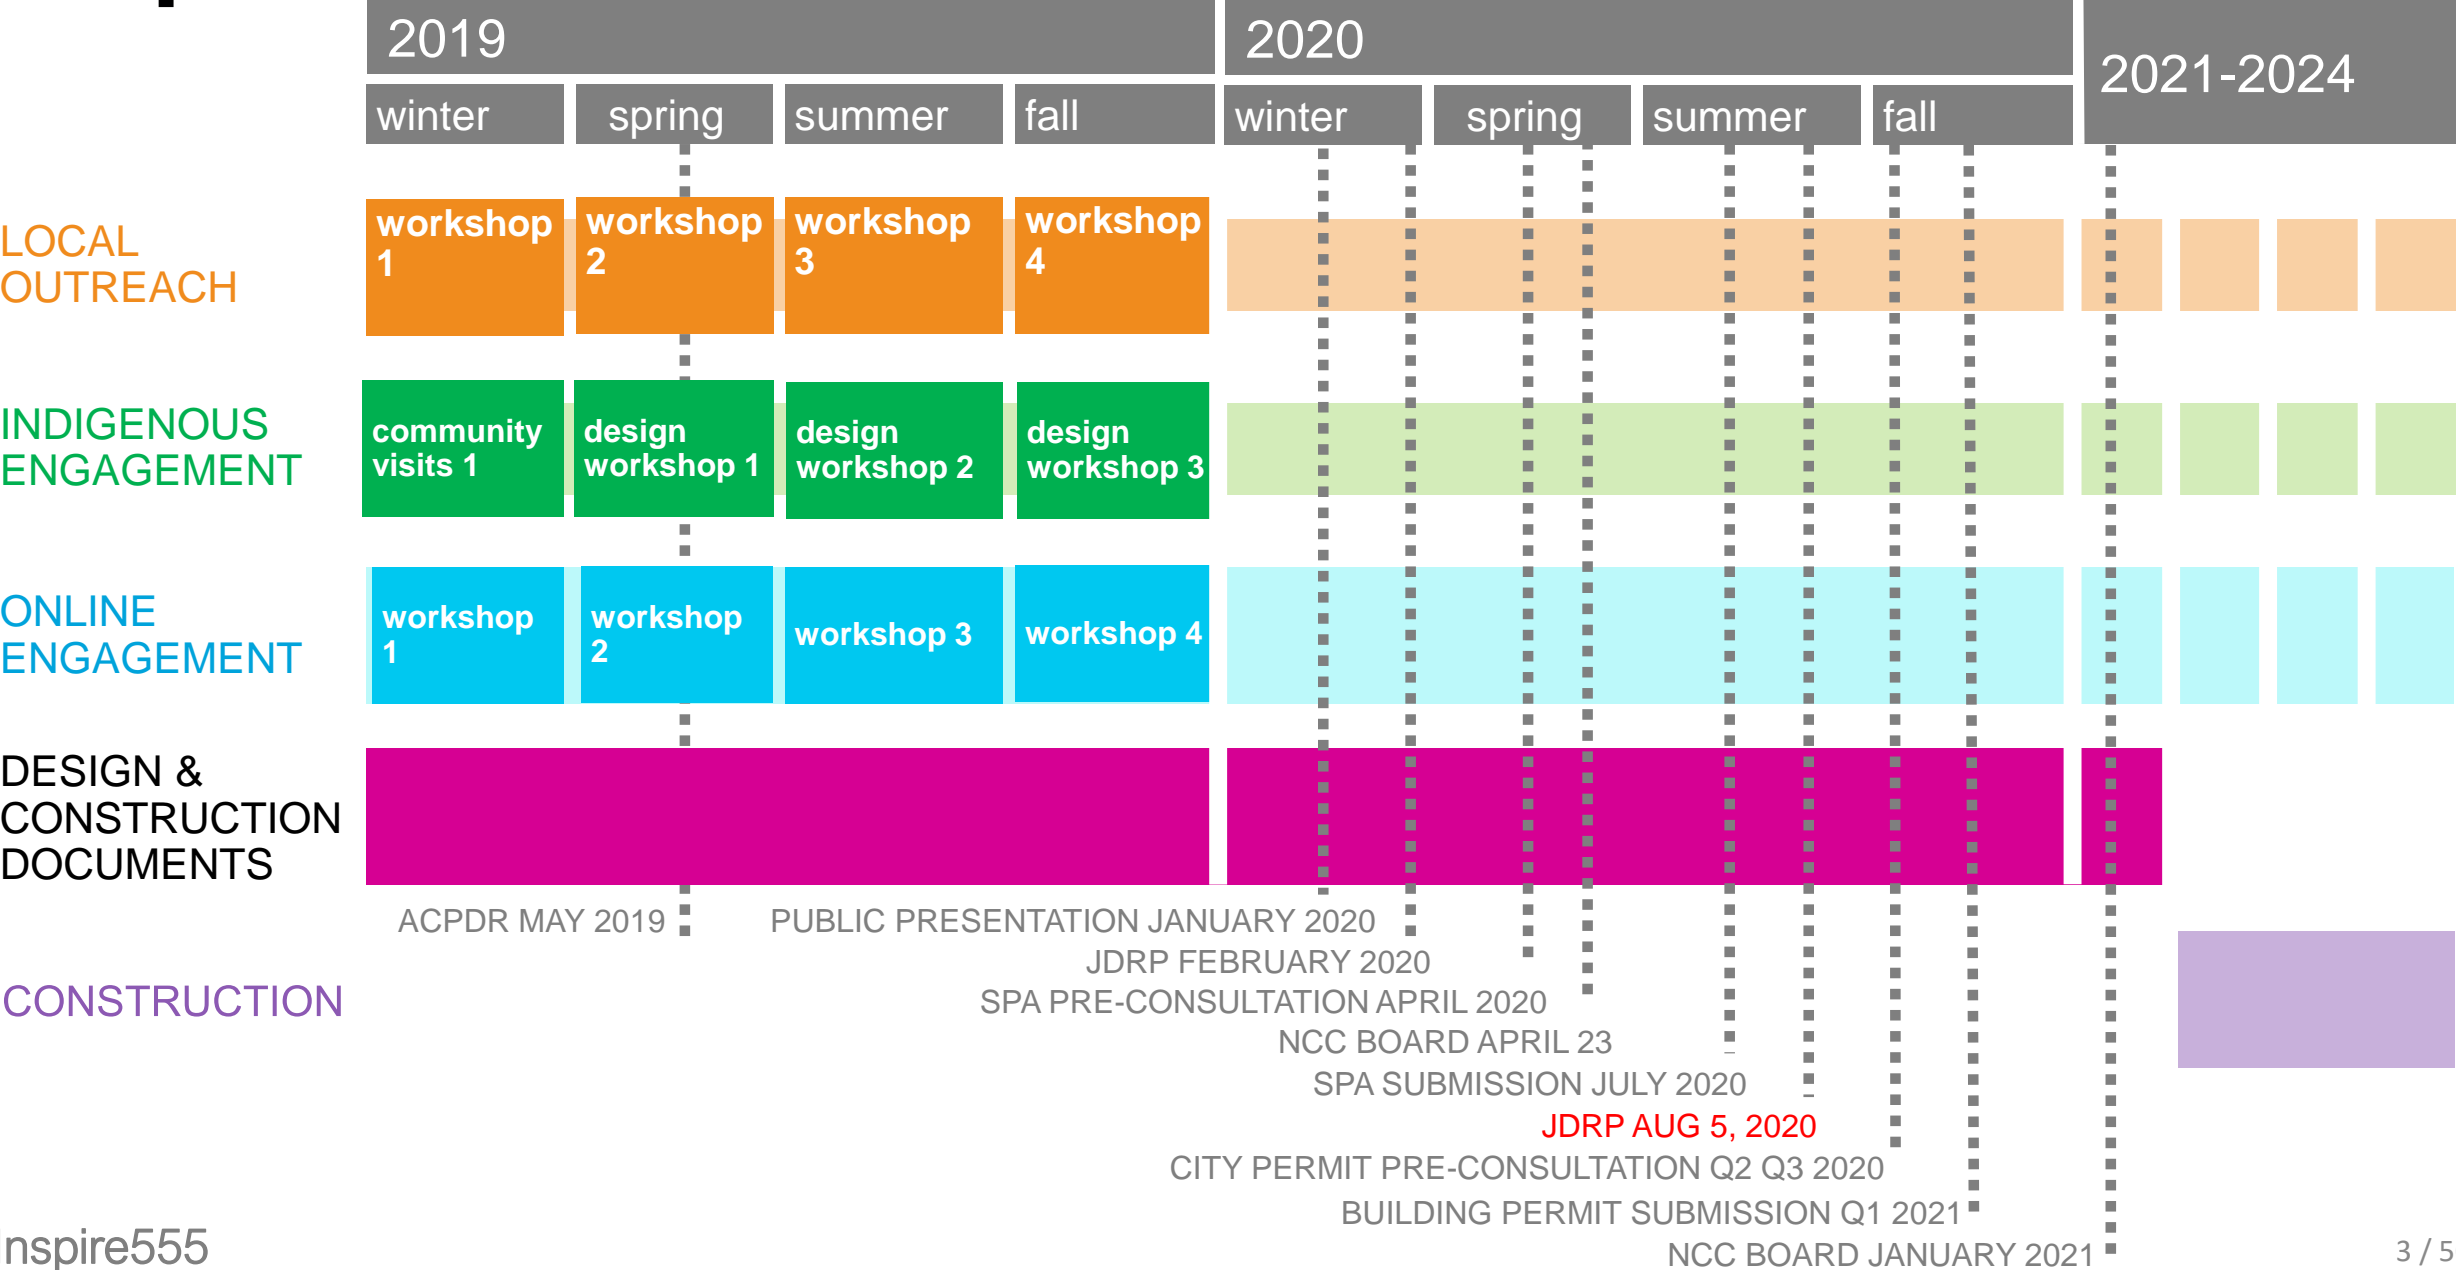 2019
2020
2021-2024
winter
spring
summer
fall
winter
spring
summer
fall
LOCAL
OUTREACH
workshop
1
workshop
2
workshop
3
workshop
4
INDIGENOUS
ENGAGEMENT
community
visits 1
design
workshop 1
design
workshop 2
design
workshop 3
ONLINE
ENGAGEMENT
workshop
1
workshop
2
workshop 3
workshop 4
DESIGN &
CONSTRUCTION
DOCUMENTS
ACPDR MAY 2019
PUBLIC PRESENTATION JANUARY 2020
JDRP FEBRUARY 2020
CONSTRUCTION
SPA PRE-CONSULTATION APRIL 2020
NCC BOARD APRIL 23
SPA SUBMISSION JULY 2020
JDRP AUG 5, 2020
CITY PERMIT PRE-CONSULTATION Q2 Q3 2020
BUILDING PERMIT SUBMISSION Q1 2021
NCC BOARD JANUARY 2021
nspire555
3 / 5